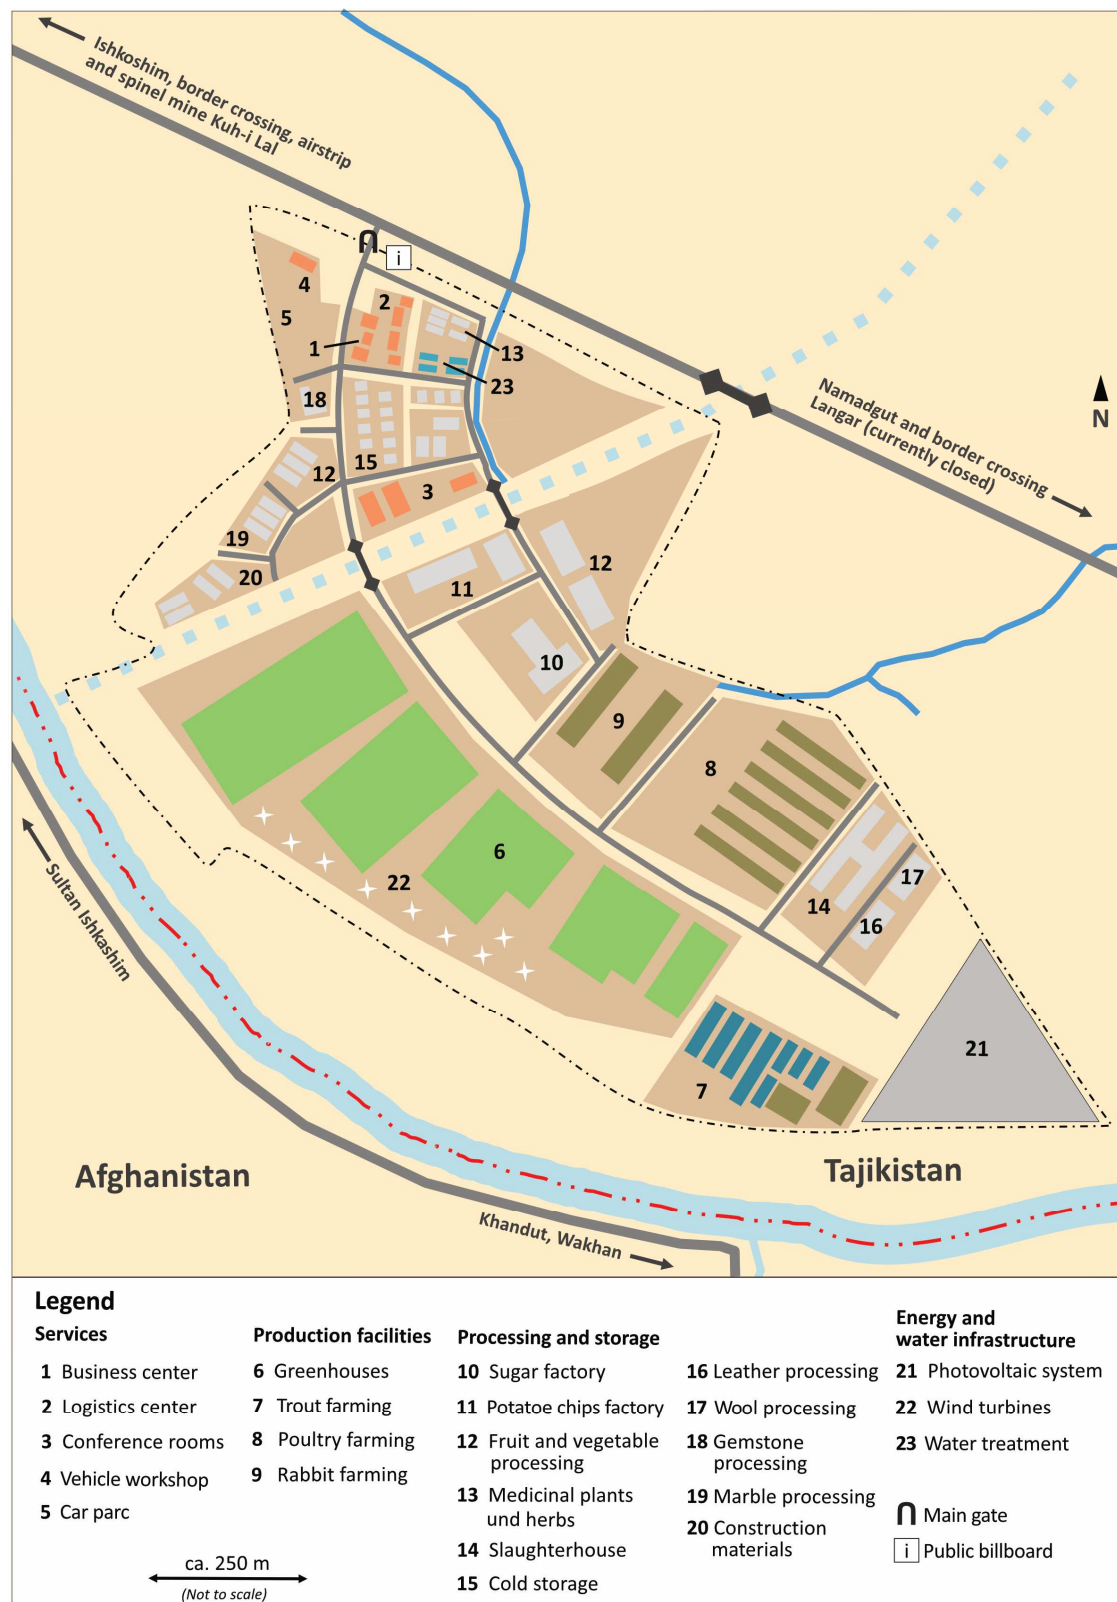 Ishkoshim, border crossing, airstrip
and spinel mine Kuh-i Lal
i
4
2
5
1
13
23
18
Namadgut and border crossing
Langar (currently closed)
N
12
15
3
19
20
11
12
10
9
8
6
22
17
14
16
Sultan Ishkashim
21
7
Afghanistan
Tajikistan
Khandut, Wakhan
Legend
Services
1 Business center
2 Logistics center
3 Conference rooms
4 Vehicle workshop
5 Car parc
ca. 250 m
(Not to scale)
Production facilities
6 Greenhouses
7 Trout farming
8 Poultry farming
9 Rabbit farming
Processing and storage
10 Sugar factory
11 Potatoe chips factory
12 Fruit and vegetable
processing
13 Medicinal plants
und herbs
14 Slaughterhouse
15 Cold storage
16 Leather processing
17 Wool processing
18 Gemstone
processing
19 Marble processing
20 Construction
materials
Energy and
water infrastructure
21 Photovoltaic system
22 Wind turbines
23 Water treatment
Main gate
i Public billboard